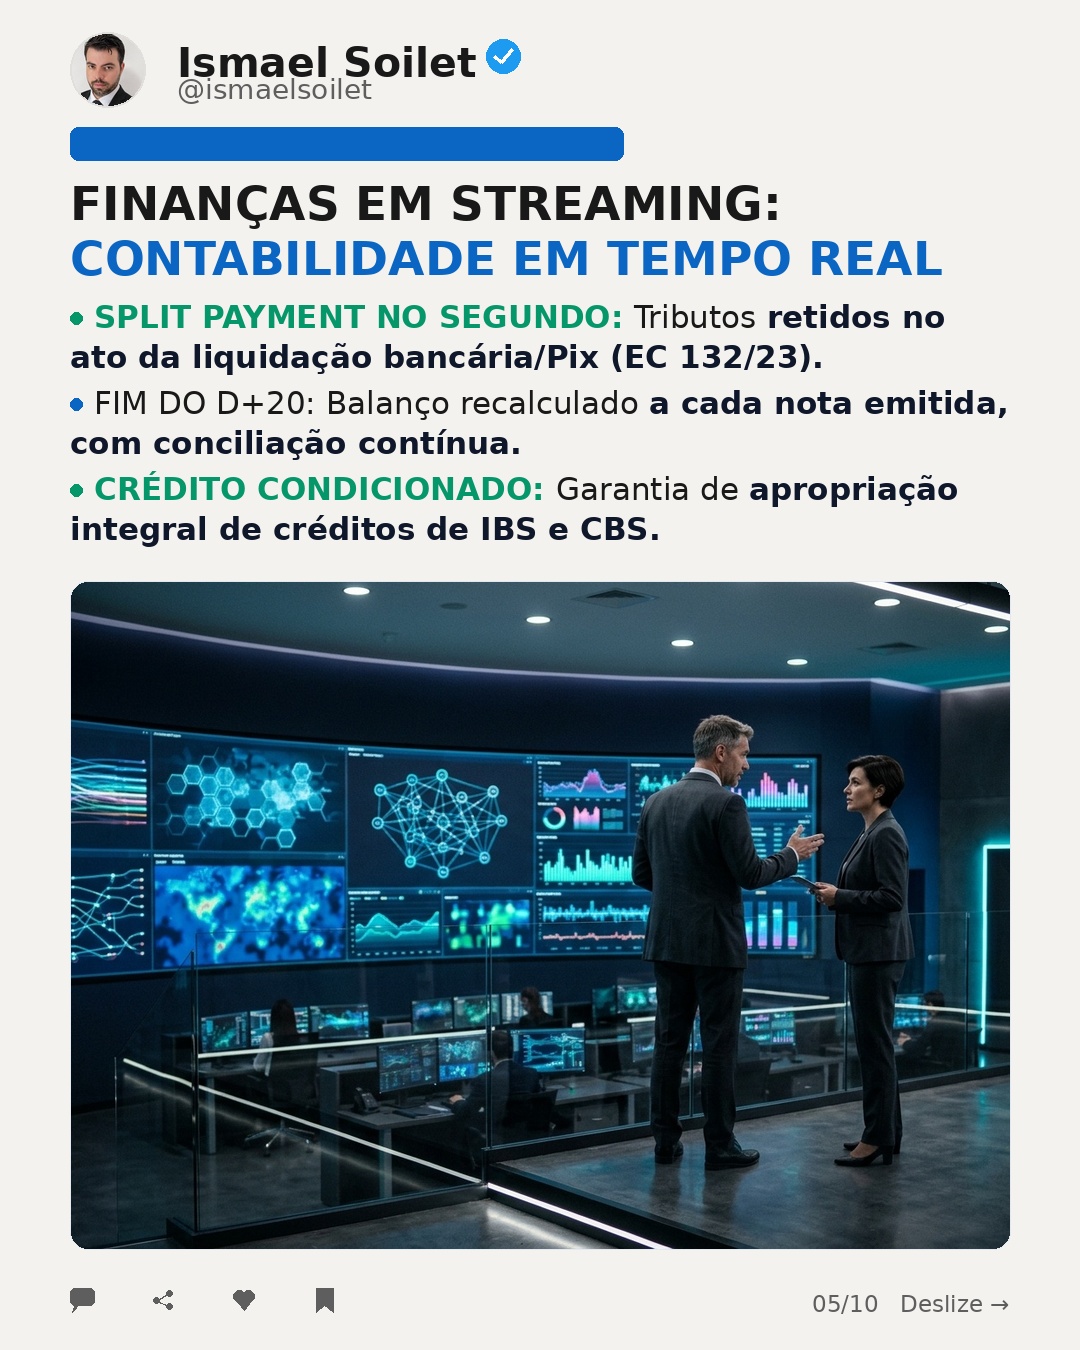 Ismael Soilet
@ismaelsoilet
FINANÇAS EM STREAMING:
CONTABILIDADE EM TEMPO REAL
• SPLIT PAYMENT NO SEGUNDO: Tributos retidos no
ato da liquidação bancária/Pix (EC 132/23).
• FIM DO D+20: Balanço recalculado a cada nota emitida,
com conciliação contínua.
• CRÉDITO CONDICIONADO: Garantia de apropriação
integral de créditos de IBS e CBS.
05/10 Deslize →